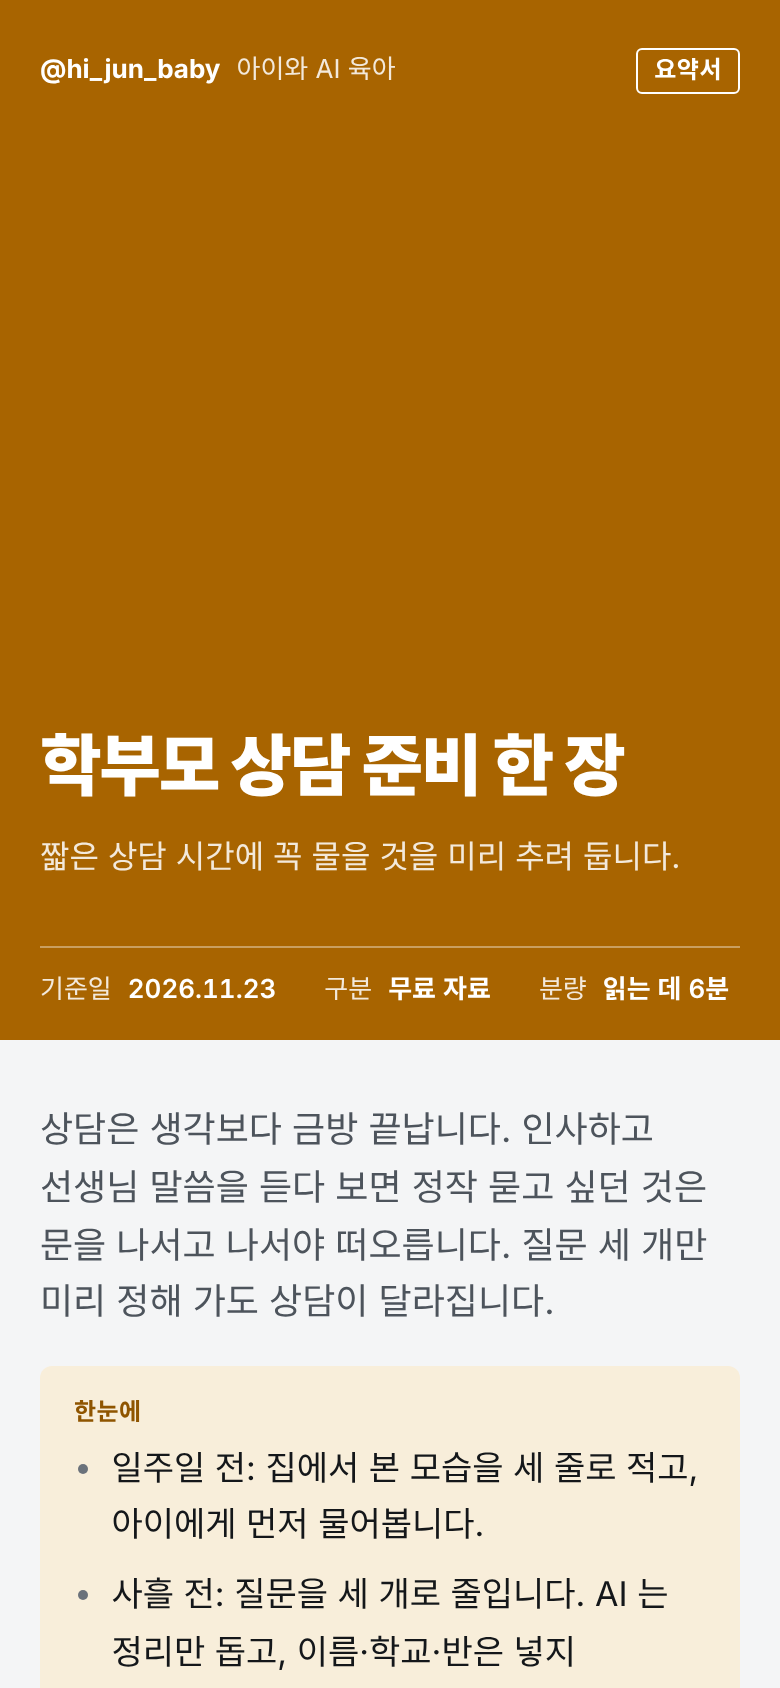 @hi_jun_baby 아이와 AI 육아
요약서
학부모 상담 준비 한 장
짧은 상담 시간에 꼭 물을 것을 미리 추려 둡니다.
기준일 2026.11.23 구분 무료 자료 분량 읽는 데 6분
상담은 생각보다 금방 끝납니다. 인사하고
선생님 말씀을 듣다 보면 정작 묻고 싶던 것은
문을 나서고 나서야 떠오릅니다. 질문 세 개만
미리 정해 가도 상담이 달라집니다.
한눈에
• 일주일 전: 집에서 본 모습을 세 줄로 적고,
아이에게 먼저 물어봅니다.
• 사흘 전: 질문을 세 개로 줄입니다. AI 는
정리만 돕고, 이름·학교·반은 넣지